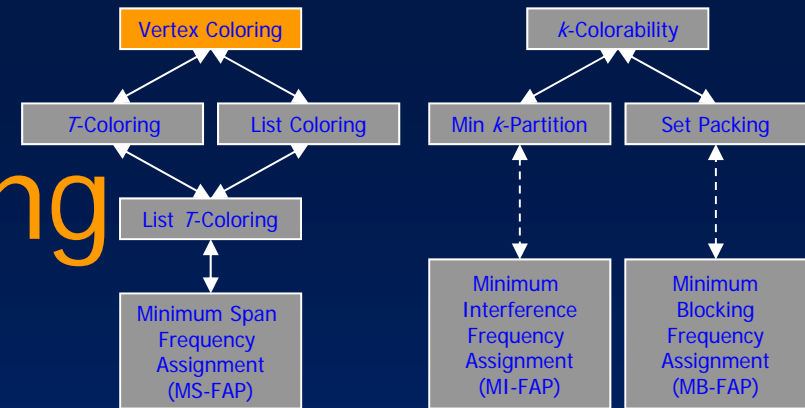 Vertex Coloring
k-Colorability
T-Coloring
List Coloring
Min k-Partition
Set Packing
ng
List T-Coloring
Minimum Span
Frequency
Assignment
(MS-FAP)
Minimum
Interference
Frequency
Assignment
(MI-FAP)
Minimum
Blocking
Frequency
Assignment
(MB-FAP)